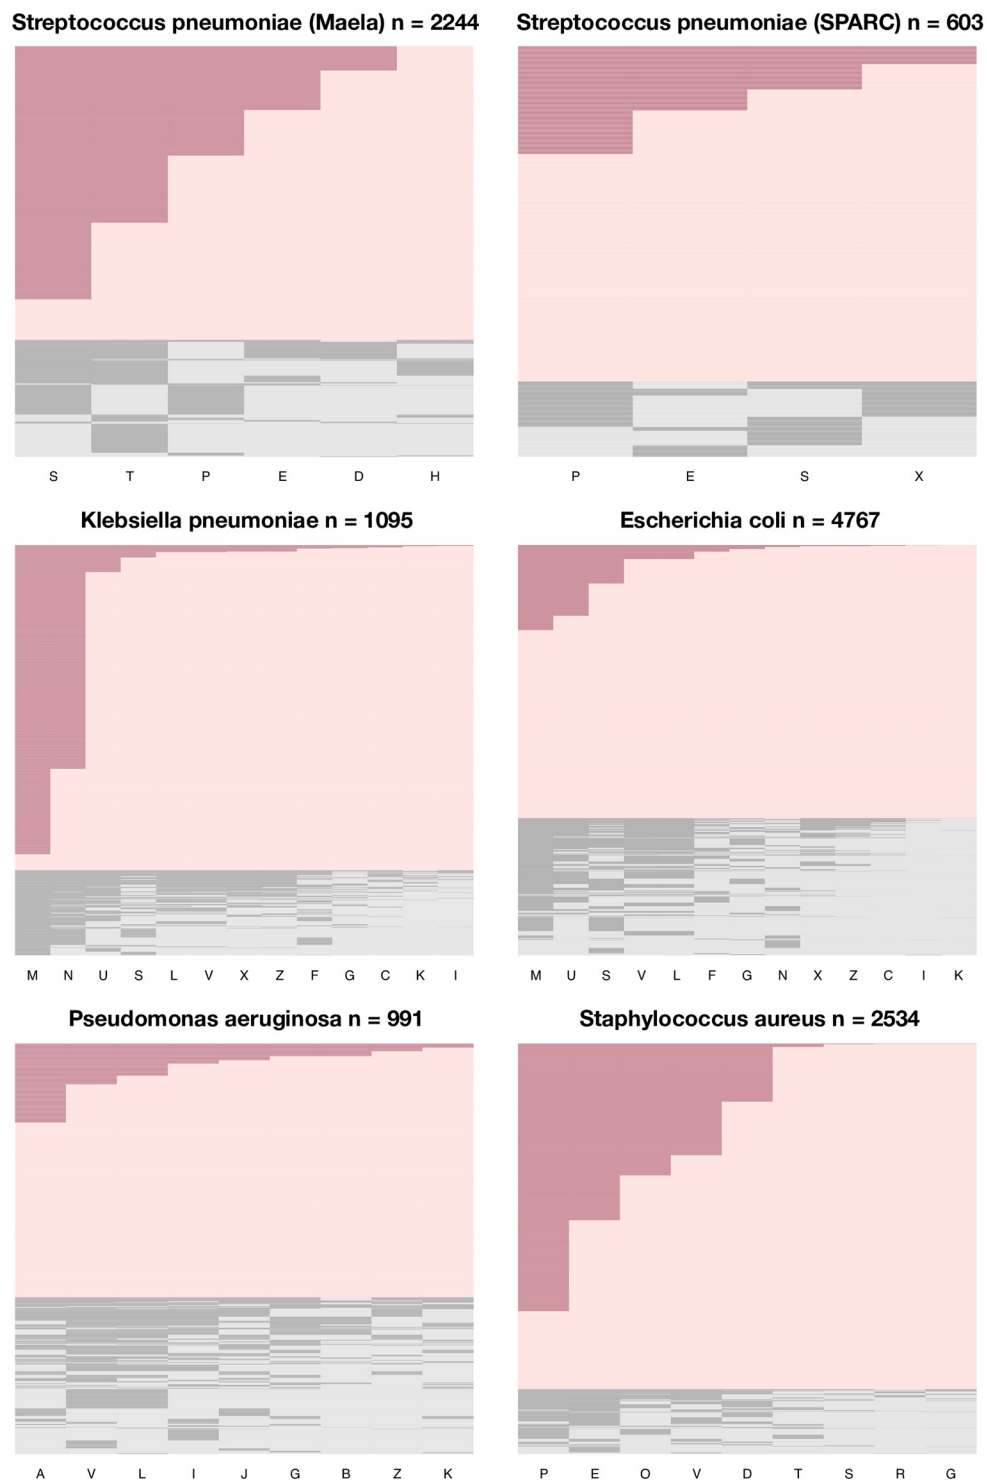 Streptococcus pneumoniae (Maela) n = 2244
Streptococcus pneumoniae (SPARC) n = 603
S T P E D H
P E S X
Klebsiella pneumoniae n = 1095
Escherichia coli n = 4767
M N U S L V X Z F G C K I
M U S V L F G N X Z C I K
Pseudomonas aeruginosa n = 991
Staphylococcus aureus n = 2534
A V L I J G B Z K
P E O V D T S R G